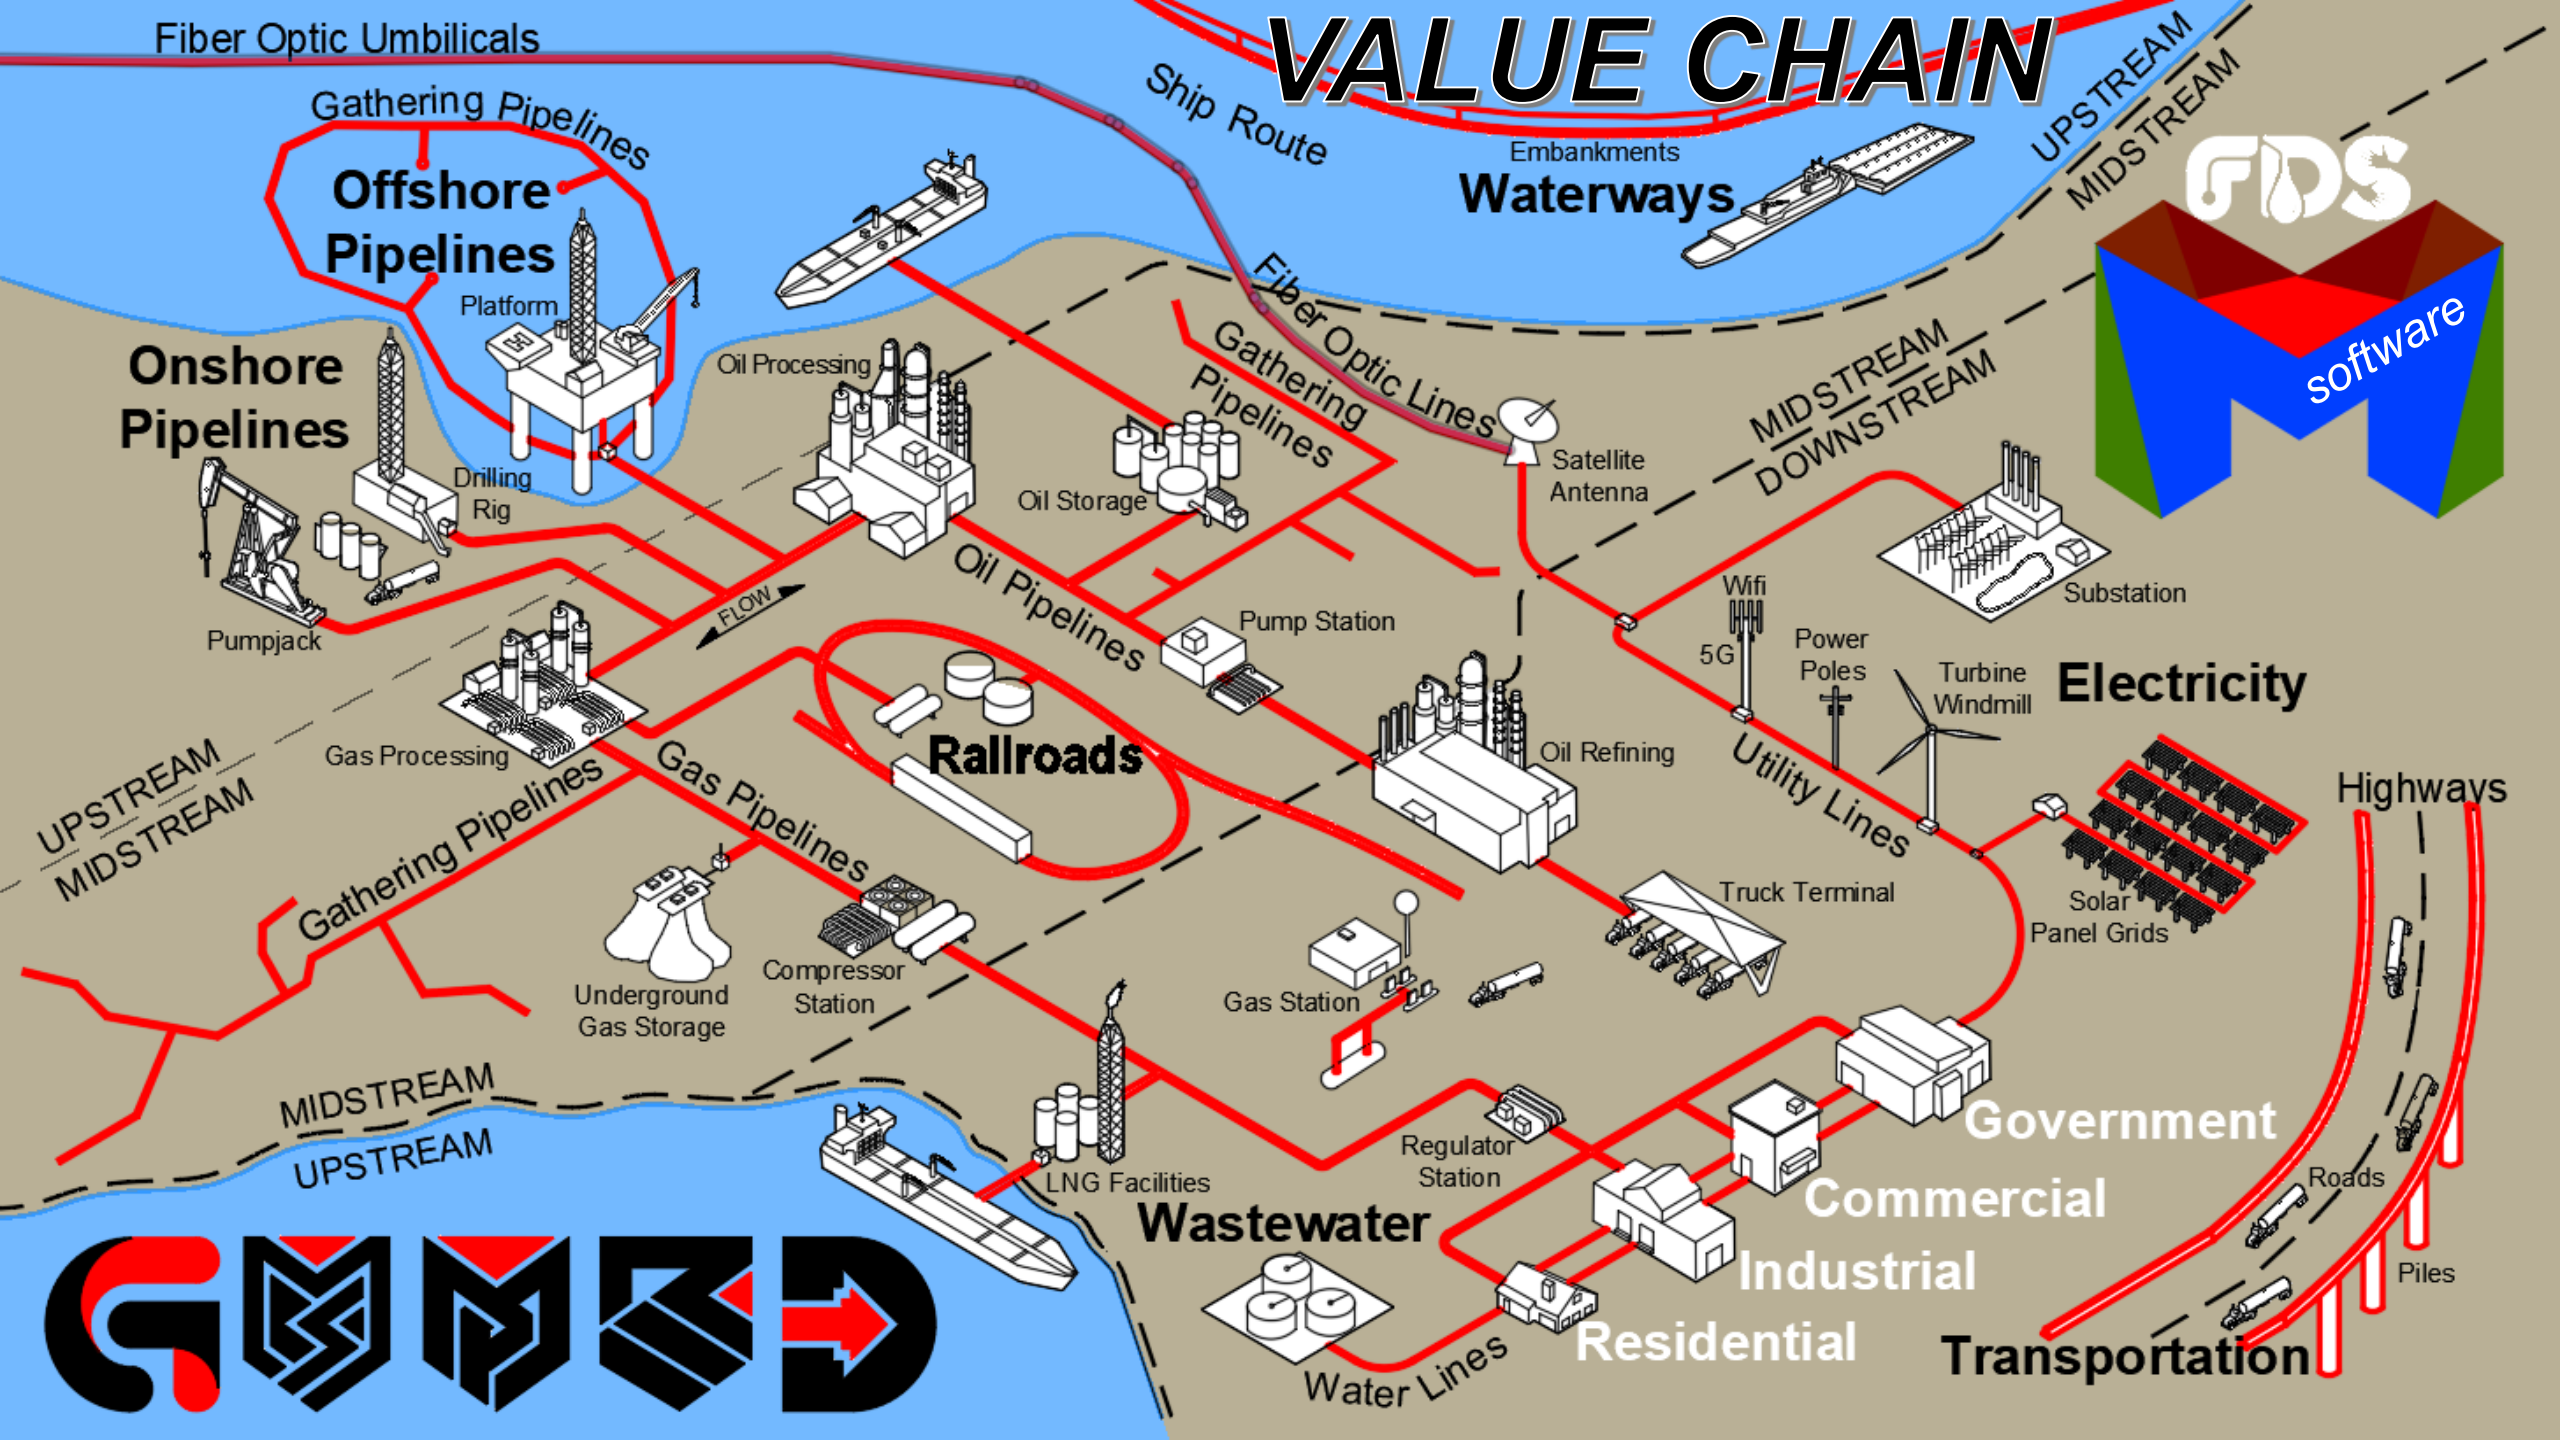 VALUE CHAIN
Fiber Optic Umbilicals
Gathering Pipelines
Offshore
Pipelines
Platform
Ship Route
Embankments
Waterways
UPSTREAM
MIDSTREAM
FDS
software
Onshore
Pipelines
Drilling
Rig
Pumpjack
Oil Processing
Fiber Optic Lines
Gathering
Pipelines
Oil Storage
Satellite
Antenna
MIDSTREAM
DOWNSTREAM
Substation
FLOW
Oil Pipelines
Pump Station
Wifi
5G
Power
Poles
Turbine
Windmill
Electricity
Gas Processing
Rallroads
Oil Refining
Utility Lines
UPSTREAM
MIDSTREAM
Gathering Pipelines
Gas Pipelines
Highways
Solar
Panel Grids
Truck Terminal
Underground
Gas Storage
Compressor
Station
Gas Station
MIDSTREAM
UPSTREAM
LNG Facilities
Regulator
Station
Government
Commercial
Industrial
Residential
Wastewater
Water Lines
Roads
Piles
Transportation